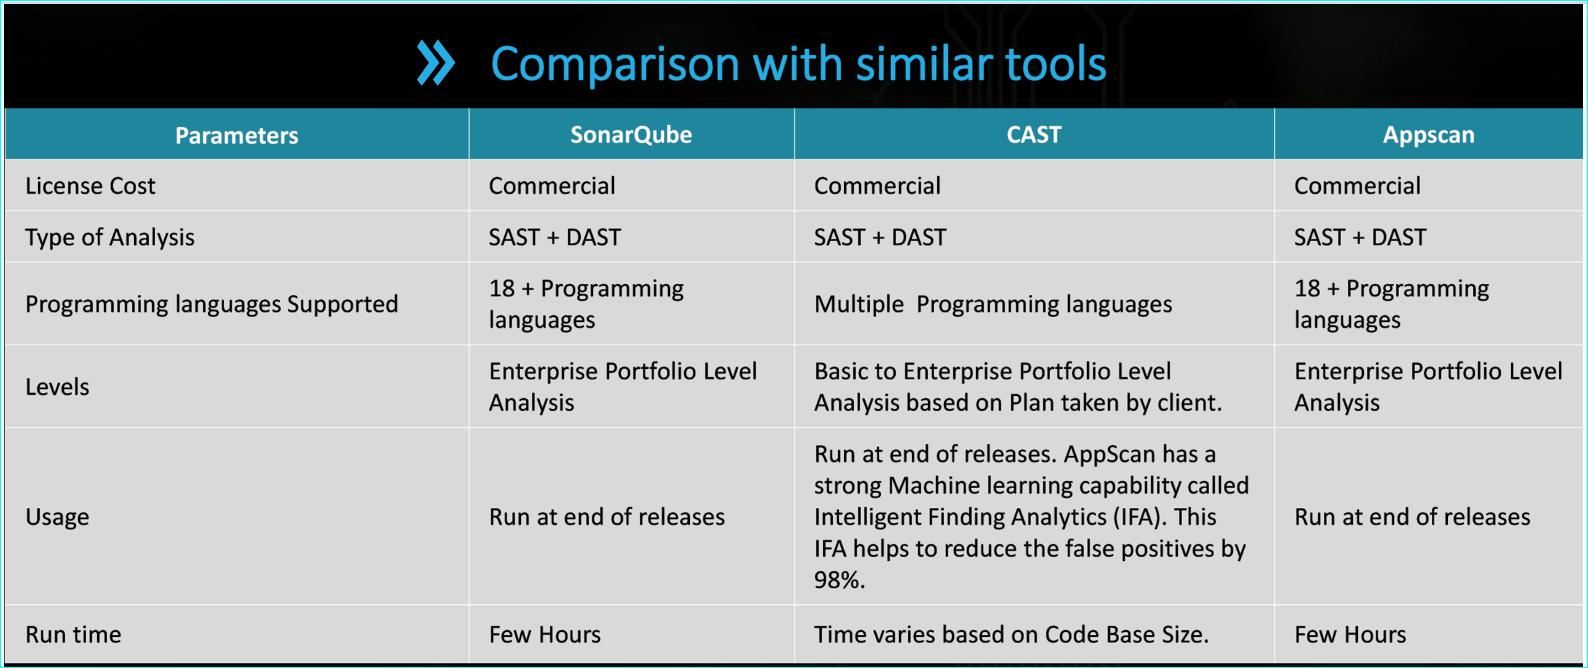 Comparison with similar tools
Parameters
SonarQube
CAST
Appscan
License Cost
Commercial
Commercial
Commercial
Type of Analysis
SAST + DAST
SAST + DAST
SAST + DAST
Programming languages Supported
18 + Programming
languages
Multiple  Programming languages
18 + Programming
languages
Levels
Enterprise Portfolio Level
Analysis
Basic to Enterprise Portfolio Level
Analysis based on Plan taken by client.
Enterprise Portfolio Level
Analysis
Usage
Run at end of releases
Run at end of releases. AppScan has a
strong Machine learning capability called
Intelligent Finding Analytics (IFA). This
IFA helps to reduce the false positives by
98%.
Run at end of releases
Run time
Few Hours
Time varies based on Code Base Size.
Few Hours